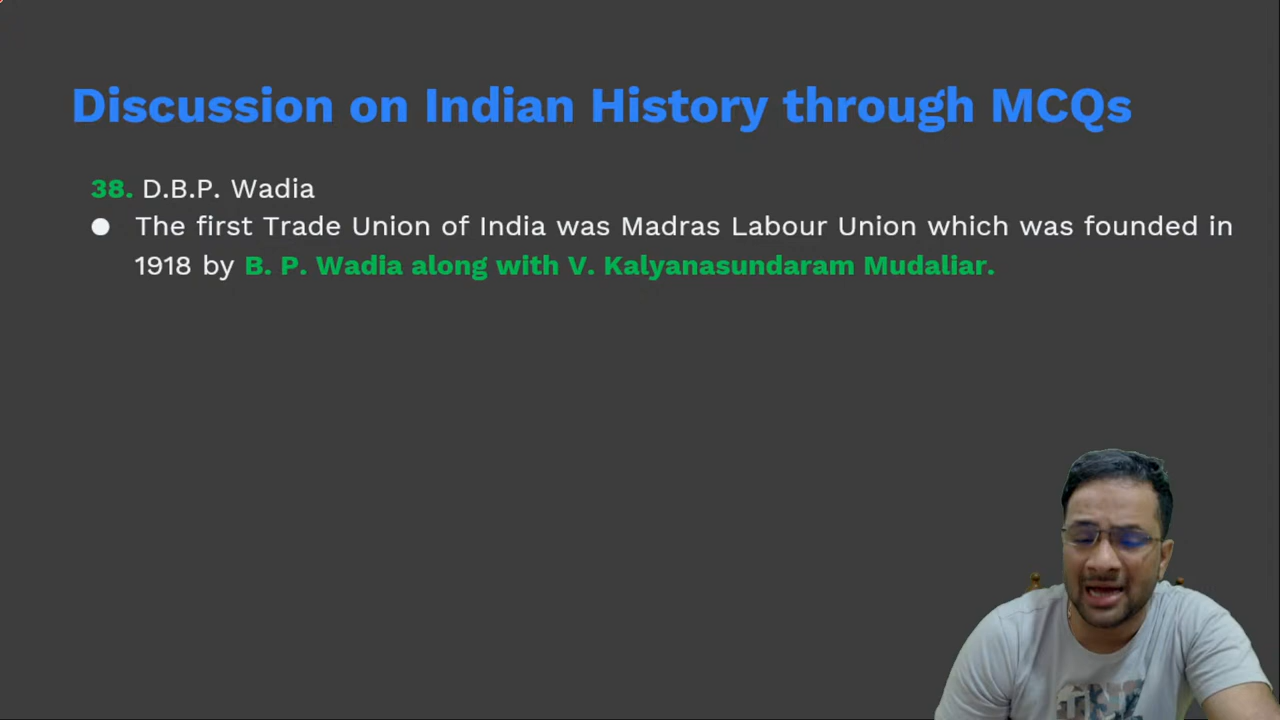 Discussion on Indian History through MCQs
38. D.B.P. Wadia
● The first Trade Union of India was Madras Labour Union which was founded in
1918 by B. P. Wadia along with V. Kalyanasundaram Mudaliar.